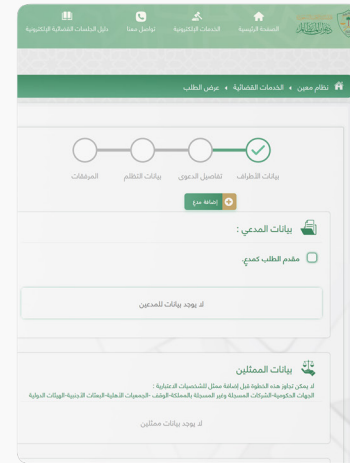 الصفحة الرئيسية
الخدمات الإلكترونية
تواصل معنا
دليل الجلسات القضائية الإلكترونية
نظام معين ، الخدمات القضائية ، عرض الطلب
بيانات الأطراف
تفاصيل الدعوى
بيانات التظلم
المرفقات
إضافة مدع
بيانات المدعي :
مقدم الطلب كمدعٍ.
لا يوجد بيانات للمدعين
بيانات الممثلين
لا يمكن تجاوز هذه الخطوة قبل إضافة ممثل للشخصيات الاعتبارية :
الجهات الحكومية-الشركات المسجلة وغير المسجلة بالمملكة-الوقف -الجمعيات الأهلية-البعثات الأجنبية-الهيئات الدولية
لا يوجد بيانات ممثلين